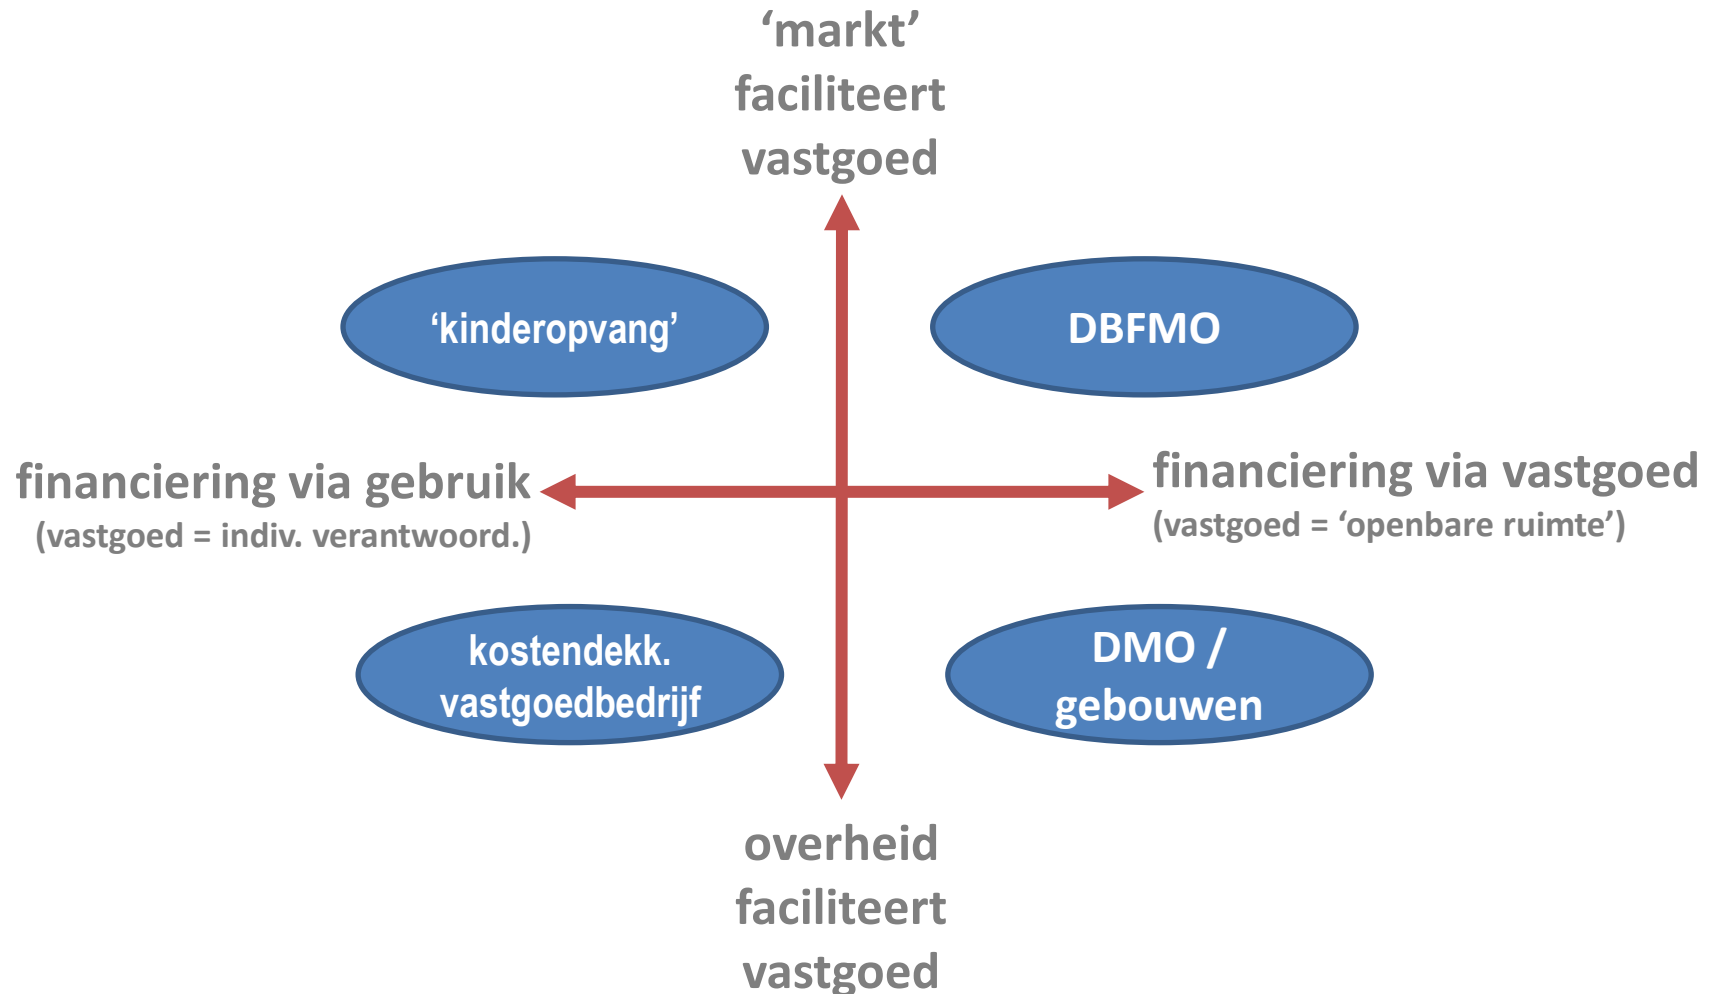 ‘markt’
faciliteert
vastgoed
‘kinderopvang’
DBFMO
financiering via gebruik
(vastgoed = indiv. verantwoord.)
financiering via vastgoed
(vastgoed = ‘openbare ruimte’)
kostendekk.
vastgoedbedrijf
DMO /
gebouwen
overheid
faciliteert
vastgoed